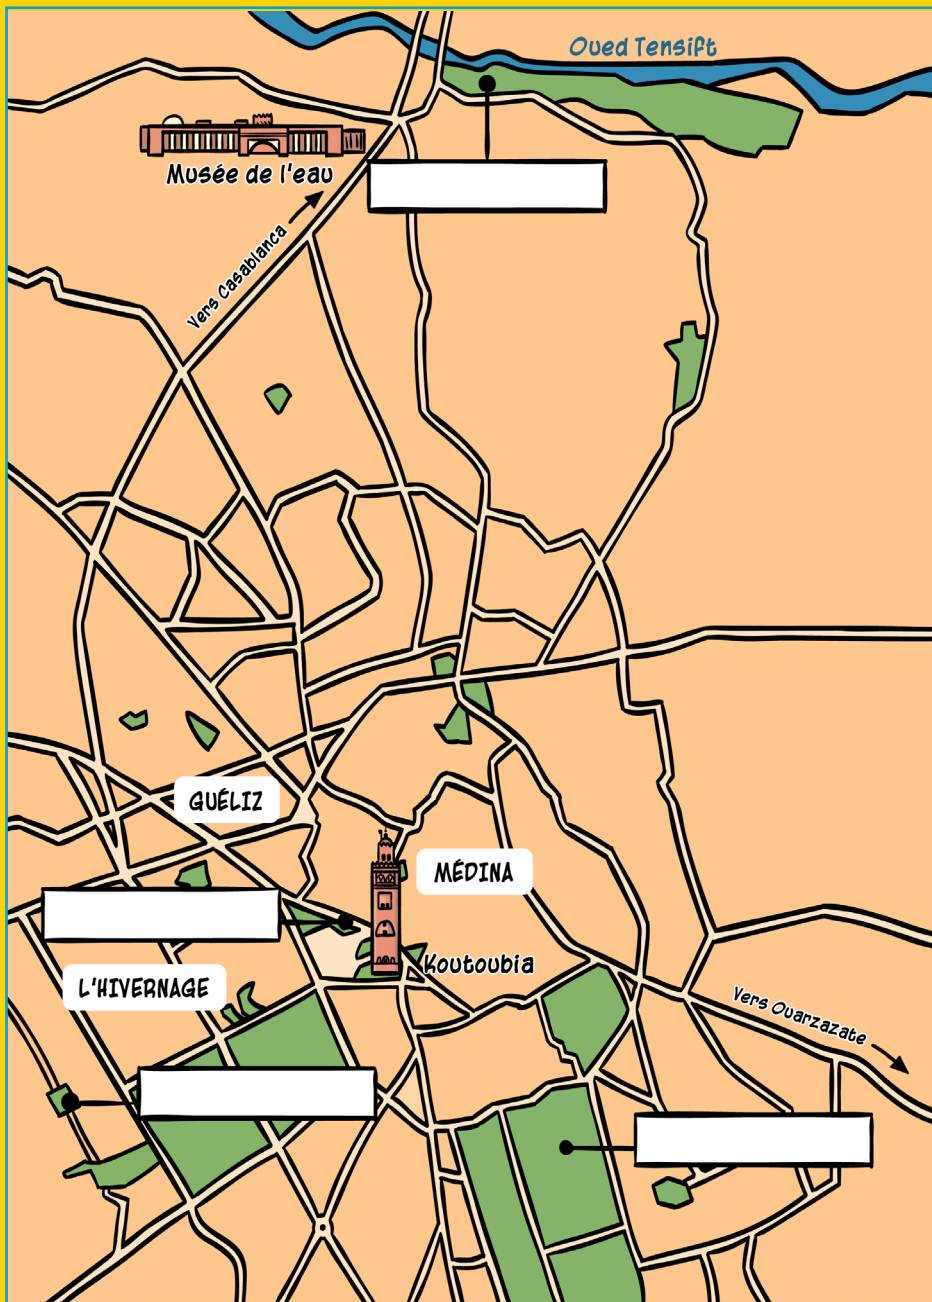 Oued Tensift
Musée de l'eau
Vers Casablanca
GUÉLIZ
MÉDINA
Koutoubia
L'HIVERNAGE
Vers Ouarzazate